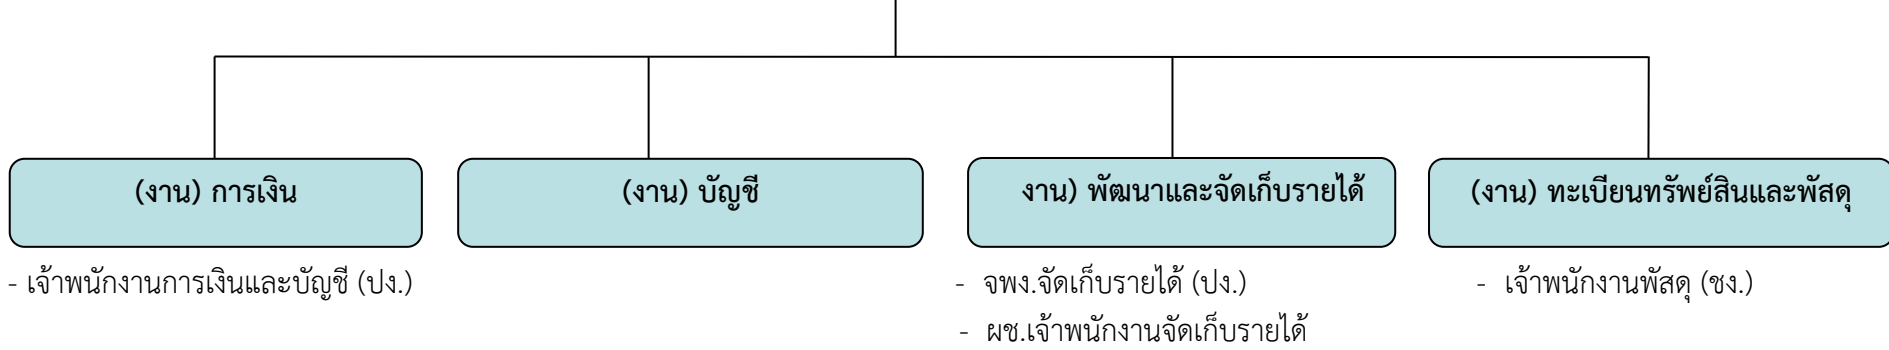 (งาน) การเงิน
(งาน) บัญชี
งาน) พัฒนาและจัดเก็บรายได้
(งาน) ทะเบียนทรัพย์สินและพัสดุ
- เจ้าพนักงานการเงินและบัญชี (ปง.)
- จพง.จัดเก็บรายได้ (ปง.)
- ผช.เจ้าพนักงานจัดเก็บรายได้
- เจ้าพนักงานพัสดุ (ชง.)